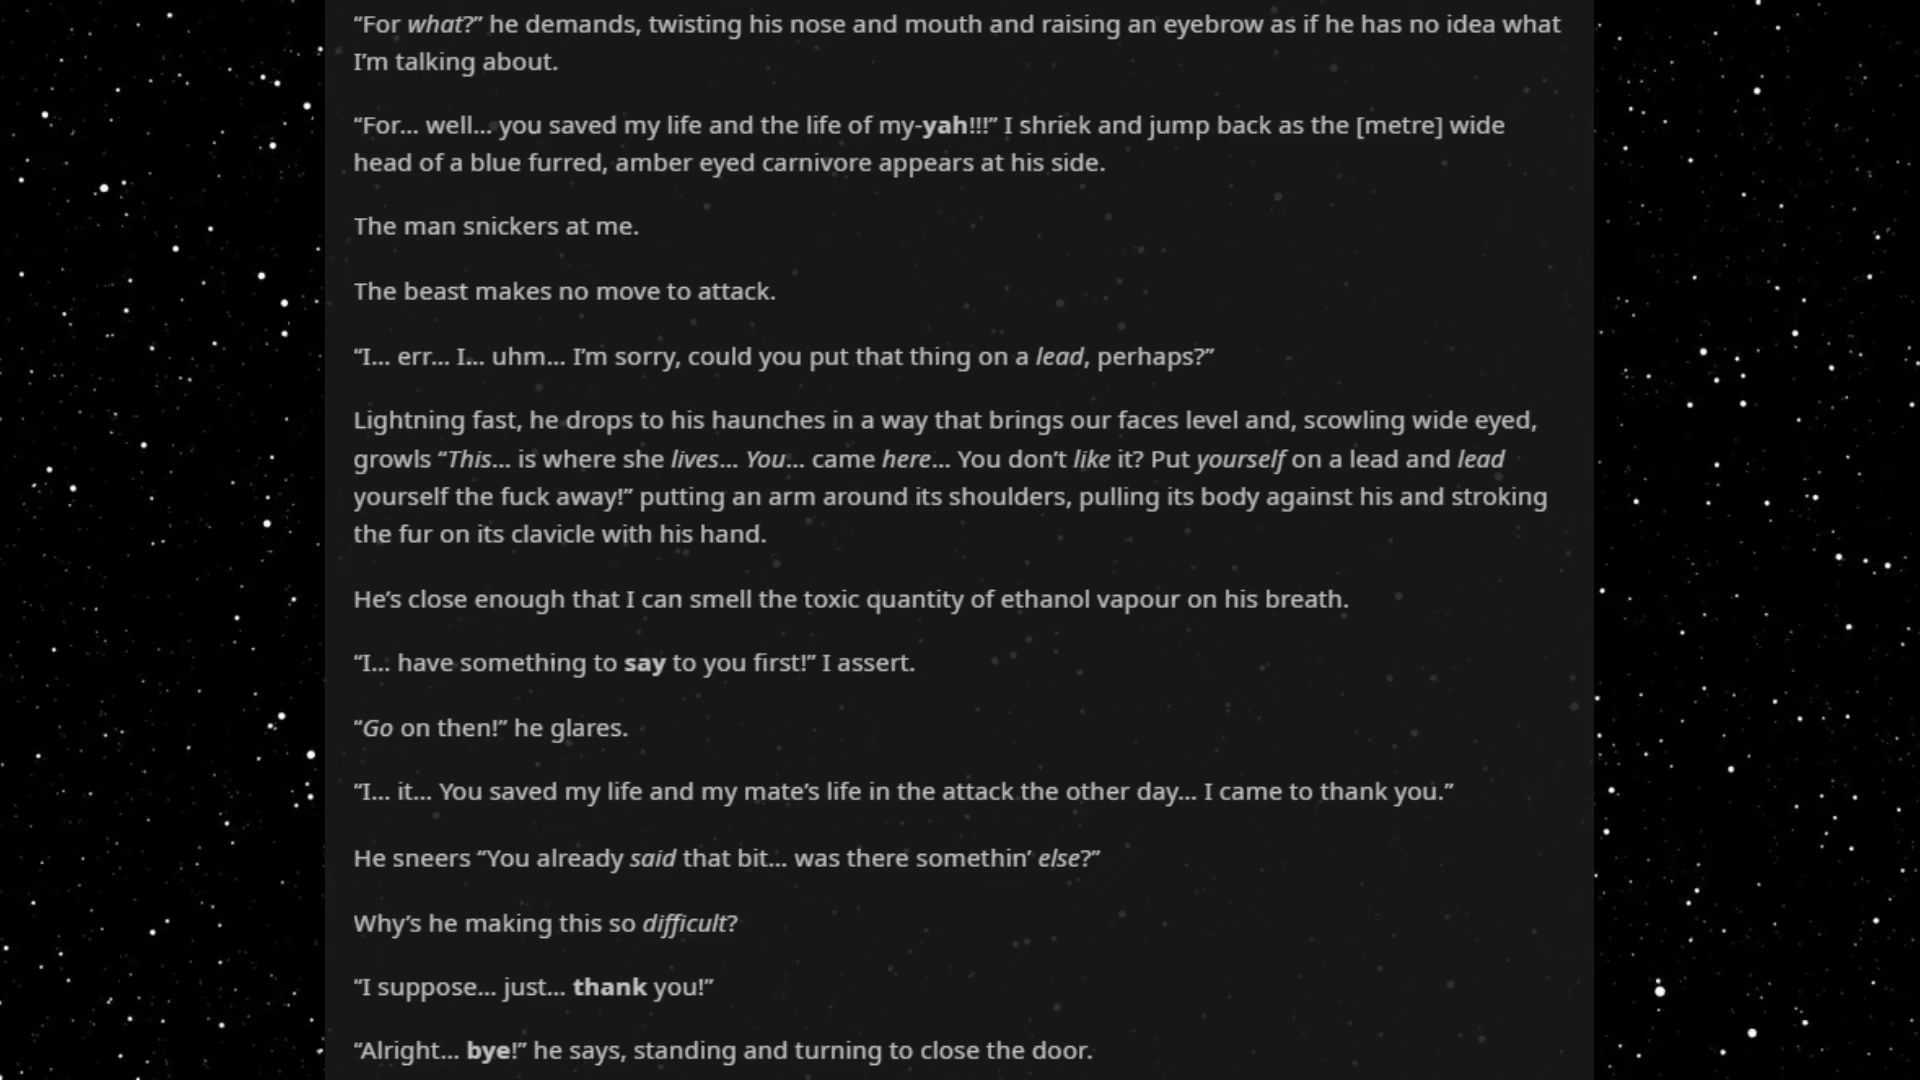 “For what?” he demands, twisting his nose and mouth and raising an eyebrow as if he has no idea what
I’m talking about.
“For... well... you saved my life and the life of my-yah!!!” I shriek and jump back as the [metre] wide
head of a blue furred, amber eyed carnivore appears at his side.
The man snickers at me.
The beast makes no move to attack.
“I... err... I... uhm... I’m sorry, could you put that thing on a lead, perhaps?”
Lightning fast, he drops to his haunches in a way that brings our faces level and, scowling wide eyed,
growls “This... is where she lives... You... came here... You don’t like it? Put yourself on a lead and lead
yourself the fuck away!” putting an arm around its shoulders, pulling its body against his and stroking
the fur on its clavicle with his hand.
He’s close enough that I can smell the toxic quantity of ethanol vapour on his breath.
“I... have something to say to you first!” I assert.
“Go on then!” he glares.
“I... it... You saved my life and my mate’s life in the attack the other day... I came to thank you.”
He sneers “You already said that bit... was there somethin’ else?”
Why’s he making this so difficult?
“I suppose... just... thank you!”
“Alright... bye!” he says, standing and turning to close the door.